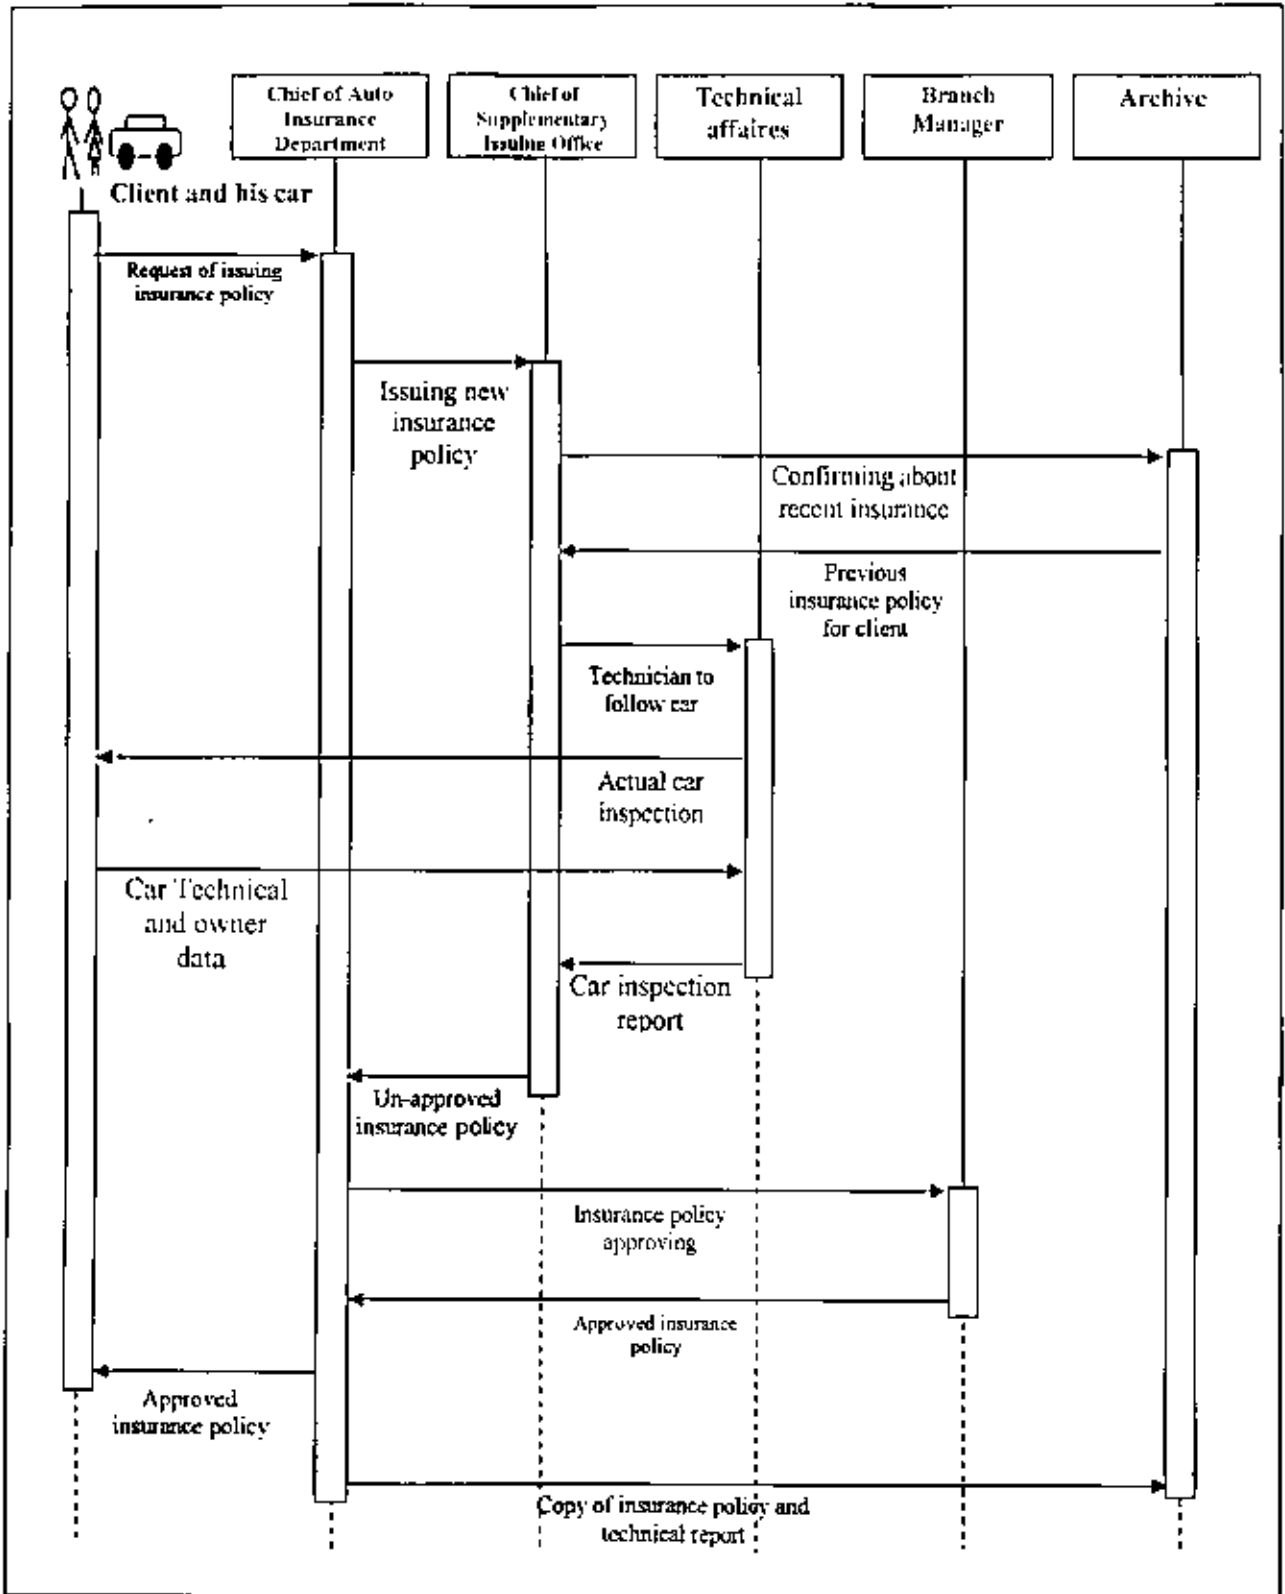 Chief of Auto
Insurance
Department
Chief of
Supplementary
Issuing Office
Technical
affaires
Branch
Manager
Archive
Client and his car
Request of issuing
insurance policy
Issuing new
insurance
policy
Confirming about
recent insurance
Previous
insurance policy
for client
Technician to
follow car
Actual car
inspection
Car Technical
and owner
data
Car inspection
report
Un-approved
insurance policy
Insurance policy
approving
Approved insurance
policy
Approved
insurance policy
Copy of insurance policy and
technical report